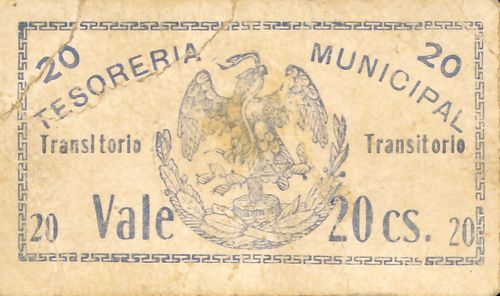 20 20
TESORERIA MUNICIPAL
Transitorio Transitorio
20 Vale 20 cs. 20